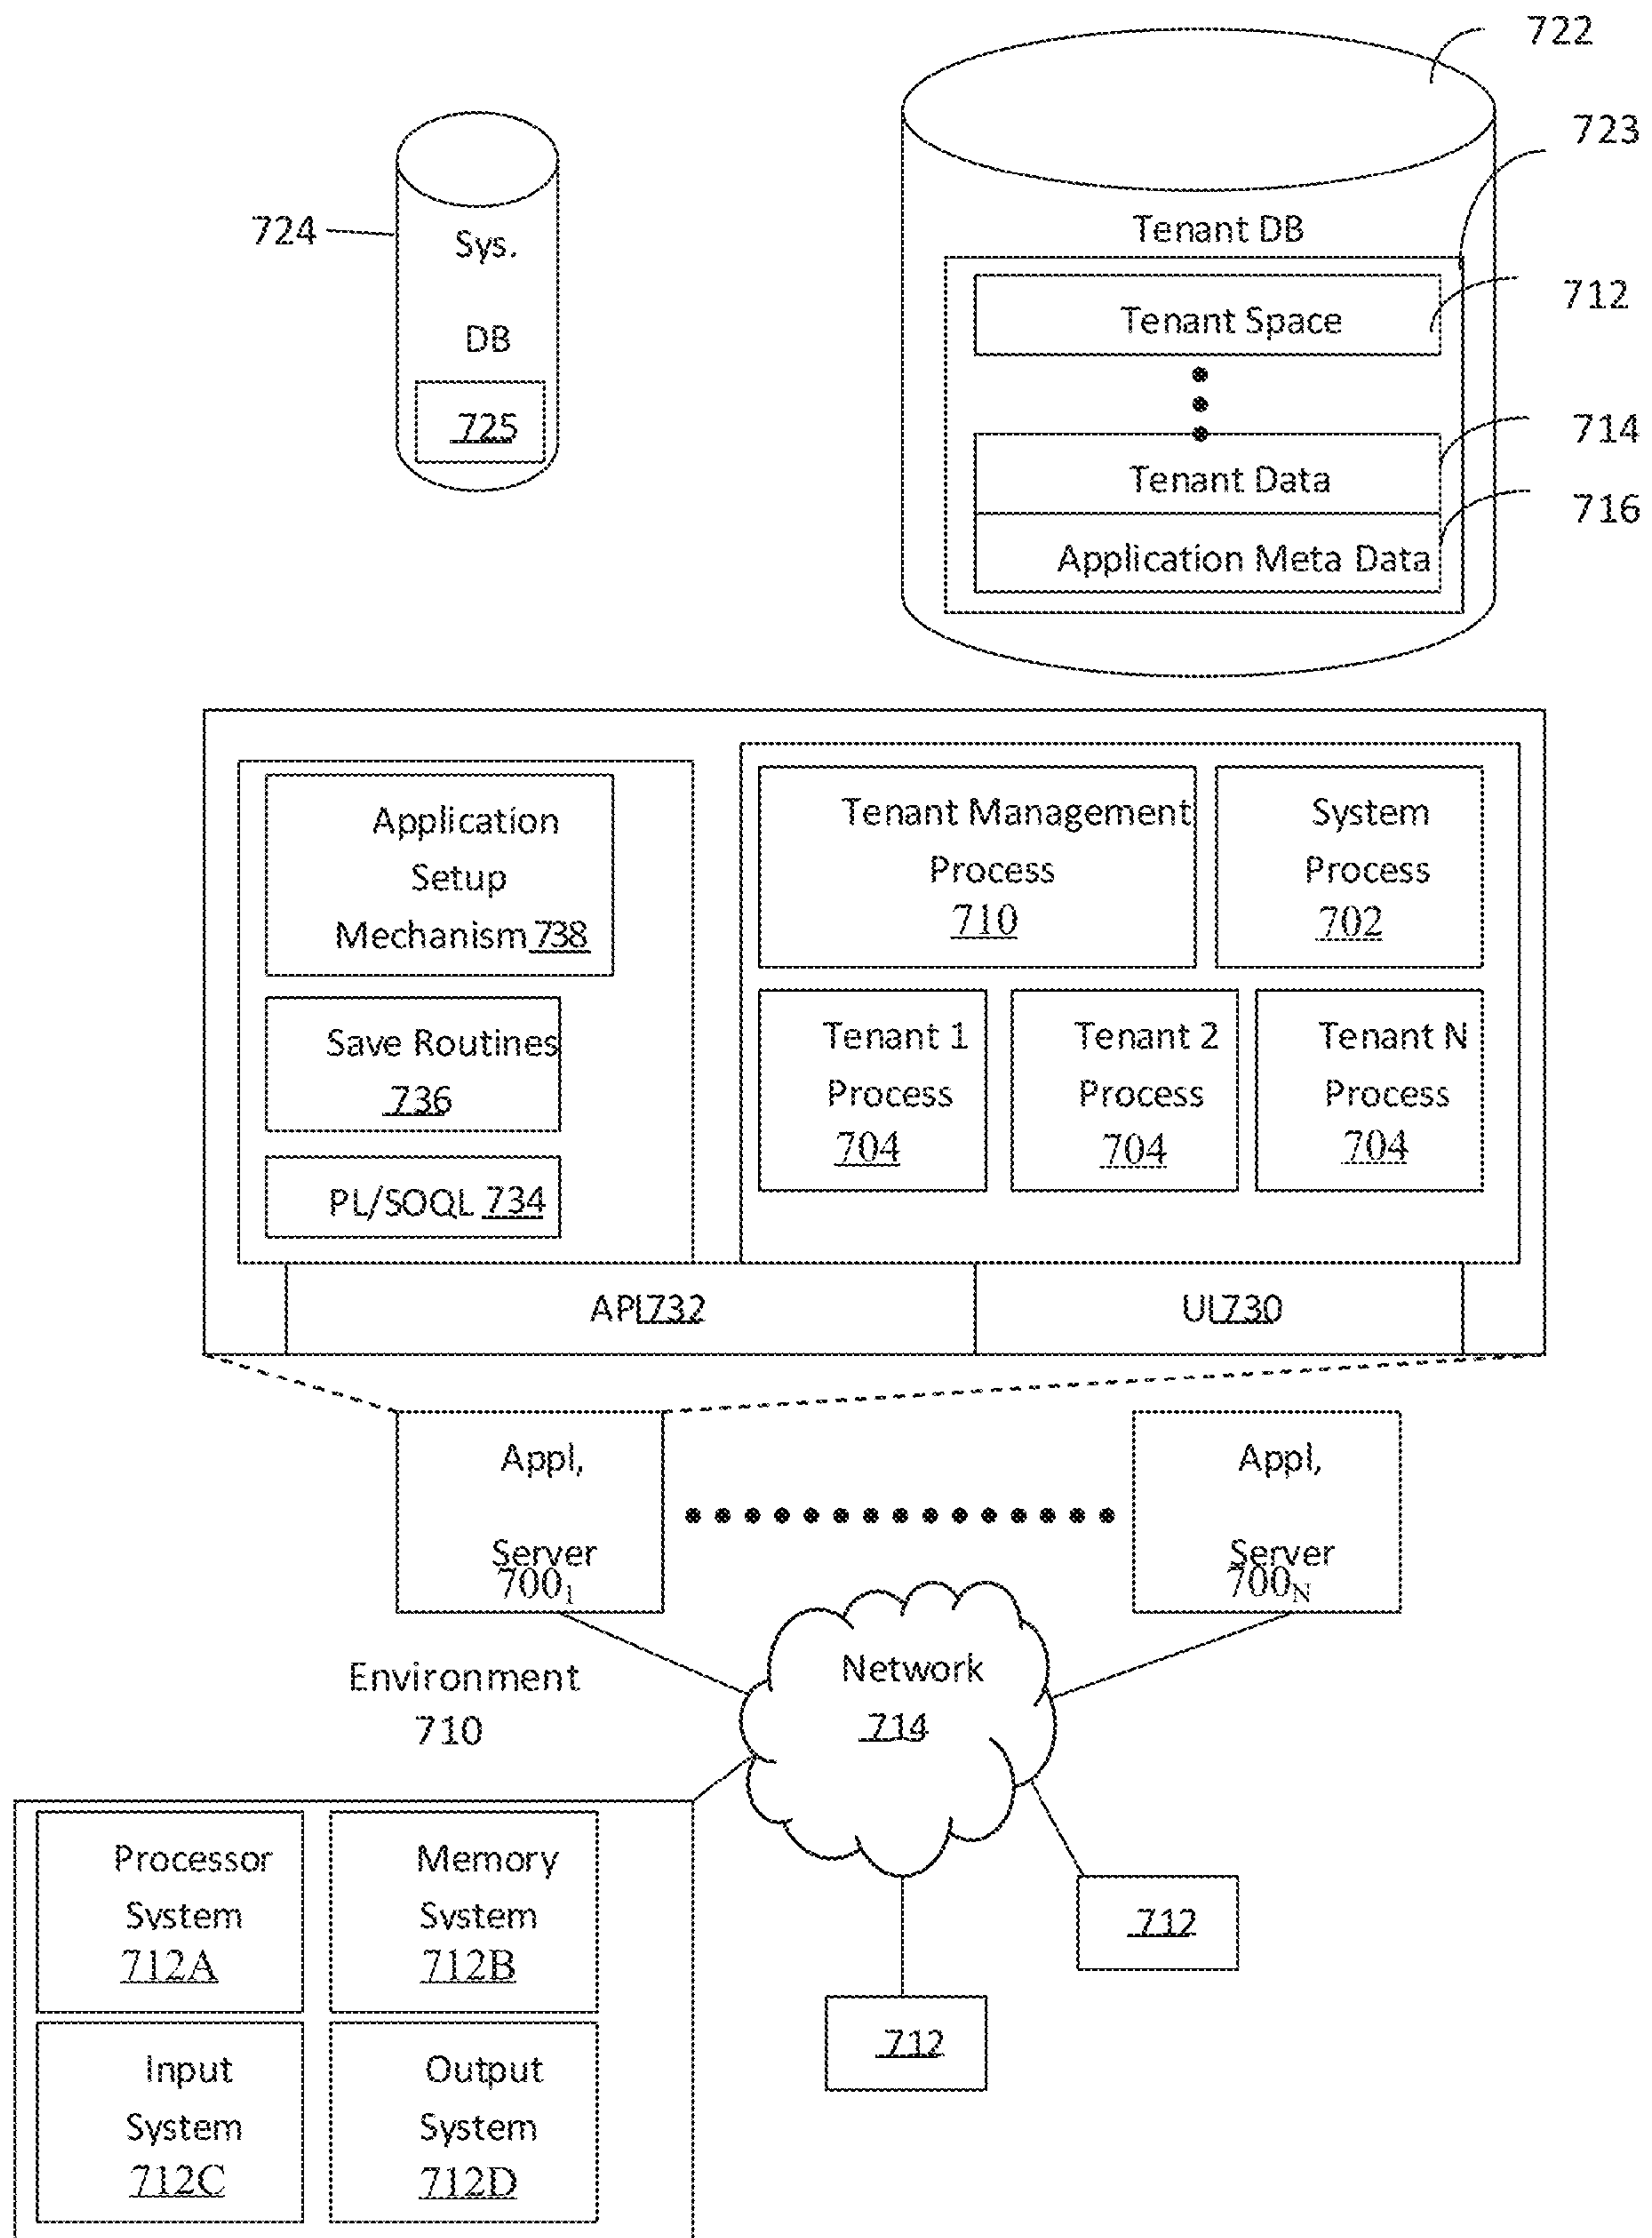 722
723
724
Sys.
DB
725
Tenant DB
Tenant Space
712
714
Tenant Data
716
Application Meta Data
Application
Setup
Mechanism 738
Save Routines
736
PL/SOQL 734
Tenant Management
Process
710
System
Process
702
Tenant 1
Process
704
Tenant 2
Process
704
Tenant N
Process
704
API 732
UI 730
Appl,
Server
700₁
Appl,
Server
700N
Environment
710
Network
714
Processor
System
712A
Memory
System
712B
Input
System
712C
Output
System
712D
712
712